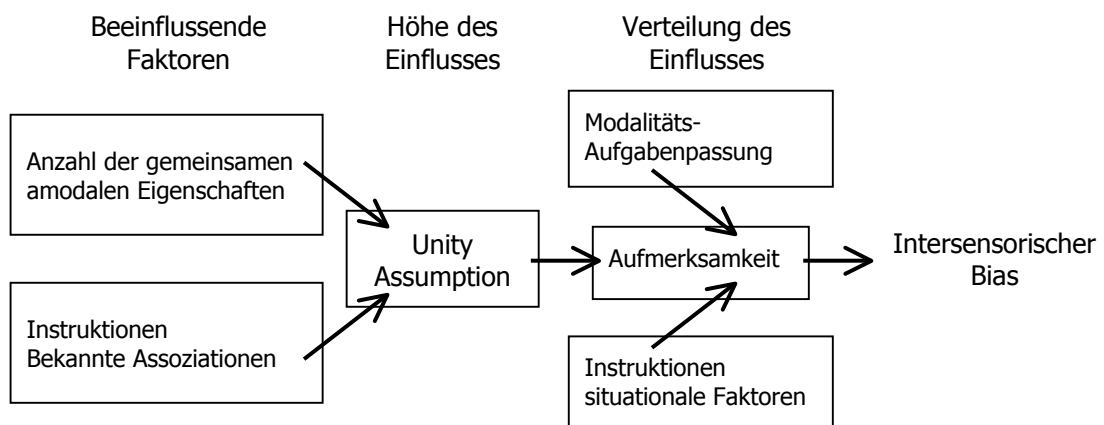 Beeinflussende
Faktoren
Höhe des
Einflusses
Verteilung des
Einflusses
Anzahl der gemeinsamen
amodalen Eigenschaften
Instruktionen
Bekannte Assoziationen
Unity
Assumption
Modalitäts-
Aufgabenpassung
Aufmerksamkeit
Instruktionen
situationale Faktoren
Intersensorischer
Bias